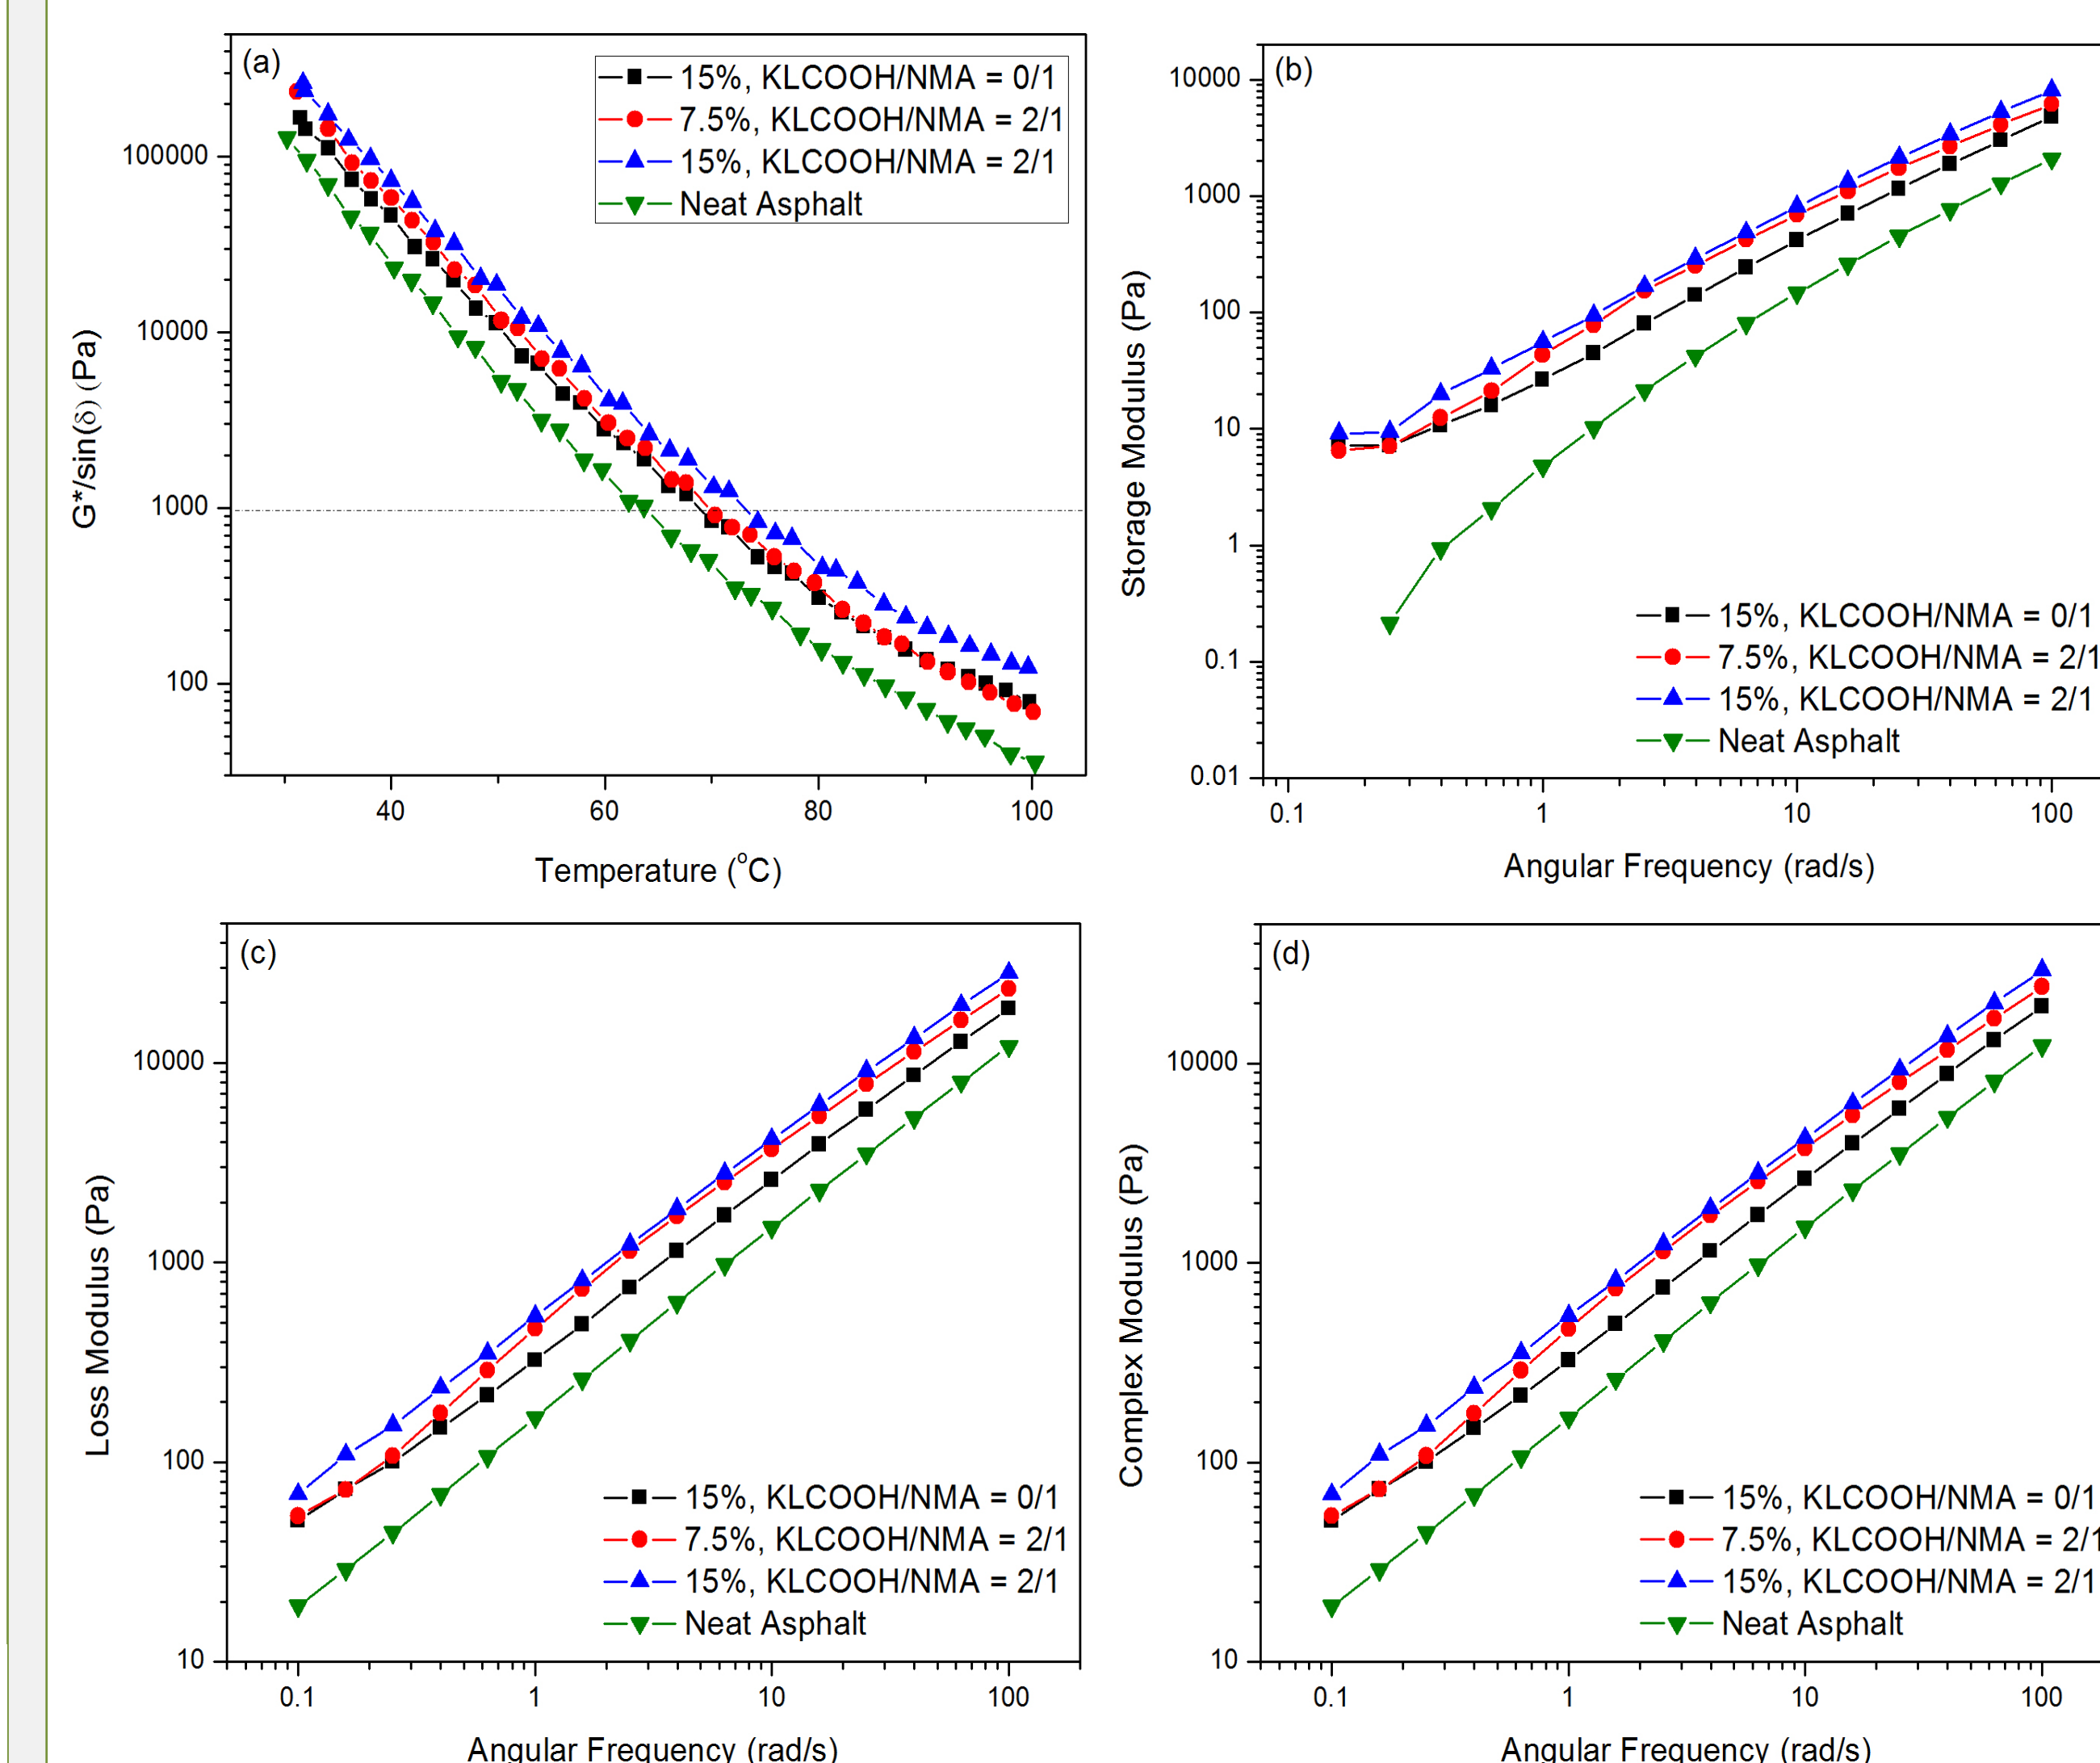 (a)
15%, KLCOOH/NMA = 0/1
7.5%, KLCOOH/NMA = 2/1
15%, KLCOOH/NMA = 2/1
Neat Asphalt
100000
10000
1000
100
G*/sin(δ) (Pa)
40 60 80 100
Temperature (°C)
(b)
10000
1000
100
10
1
0.1
0.01
Storage Modulus (Pa)
15%, KLCOOH/NMA = 0/1
7.5%, KLCOOH/NMA = 2/1
15%, KLCOOH/NMA = 2/1
Neat Asphalt
0.1 1 10 100
Angular Frequency (rad/s)
(c)
10000
1000
100
10
Loss Modulus (Pa)
15%, KLCOOH/NMA = 0/1
7.5%, KLCOOH/NMA = 2/1
15%, KLCOOH/NMA = 2/1
Neat Asphalt
0.1 1 10 100
Angular Frequency (rad/s)
(d)
10000
1000
100
10
Complex Modulus (Pa)
15%, KLCOOH/NMA = 0/1
7.5%, KLCOOH/NMA = 2/1
15%, KLCOOH/NMA = 2/1
Neat Asphalt
0.1 1 10 100
Angular Frequency (rad/s)